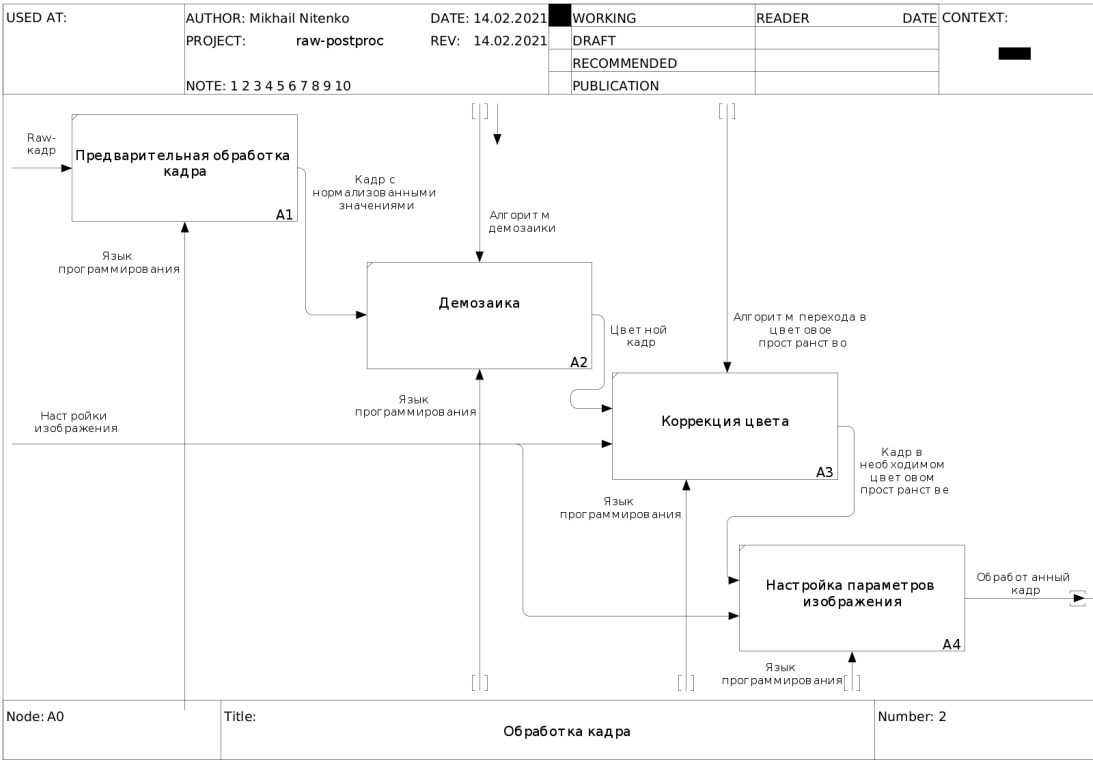 USED AT:
AUTHOR: Mikhail Nitenko
DATE: 14.02.2021
WORKING
READER
DATE
CONTEXT:
PROJECT: raw-postproc
REV: 14.02.2021
DRAFT
RECOMMENDED
NOTE: 1 2 3 4 5 6 7 8 9 10
PUBLICATION
Raw-
кадр
Предварительная обработка
кадра
A1
Кадр с
нормализованными
значениями
Алгоритм
демозаики
Язык
программирования
Демозаика
A2
Цветной
кадр
Алгоритм перехода в
цветовое
пространство
Язык
программирования
Настройки
изображения
Коррекция цвета
A3
Кадр в
необходимом
цветовом
пространстве
Язык
программирования
Настройка параметров
изображения
A4
Обработанный
кадр
Язык
программирования
Node: A0
Title:
Обработка кадра
Number: 2